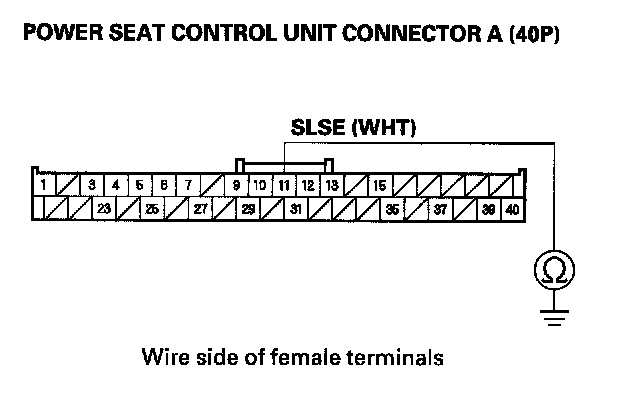 POWER SEAT CONTROL UNIT CONNECTOR A (40P)
SLSE (WHT)
1 3 4 5 6 7 9 10 11 12 13 15
23 25 27 29 31 35 37 39 40
Ω
Wire side of female terminals